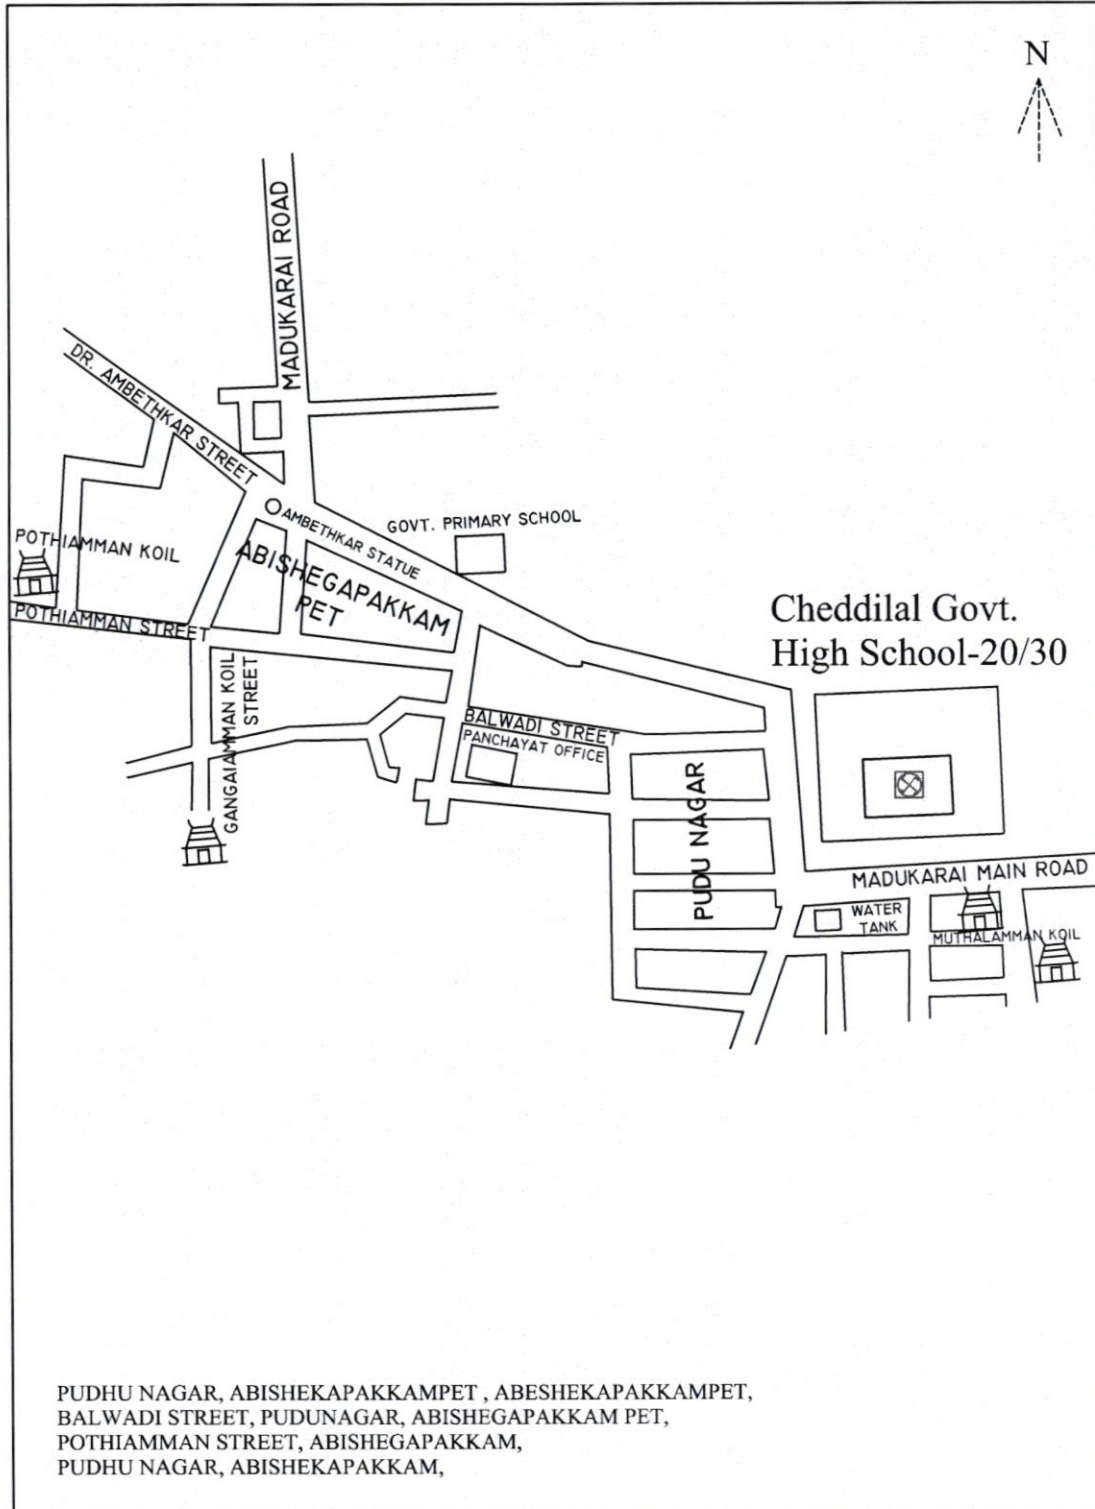 N
MADUKARAI ROAD
DR. AMBETHKAR STREET
AMBETHKAR STATUE
GOVT. PRIMARY SCHOOL
POTHIAMMAN KOIL
ABISHEGAPAKKAM
PET
POTHIAMMAN STREET
Cheddilal Govt.
High School-20/30
GANGAIAMMAN KOIL
STREET
BALWADI STREET
PANCHAYAT OFFICE
PUDU NAGAR
MADUKARAI MAIN ROAD
WATER
TANK
MUTHALAMMAN KOIL
PUDHU NAGAR, ABISHEKAPAKKAMPET , ABESHEKAPAKKAMPET,
BALWADI STREET, PUDUNAGAR, ABISHEGAPAKKAM PET,
POTHIAMMAN STREET, ABISHEGAPAKKAM,
PUDHU NAGAR, ABISHEKAPAKKAM,